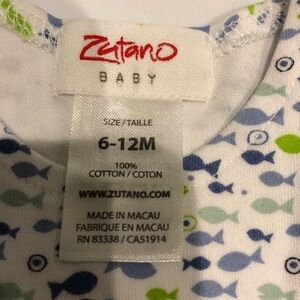 Zutano
BABY
SIZE/TAILLE
6-12M
100%
COTTON/COTON
WWW.ZUTANO.COM
MADE IN MACAU
FABRIQUE EN MACAU
RN 83338 / CA51914